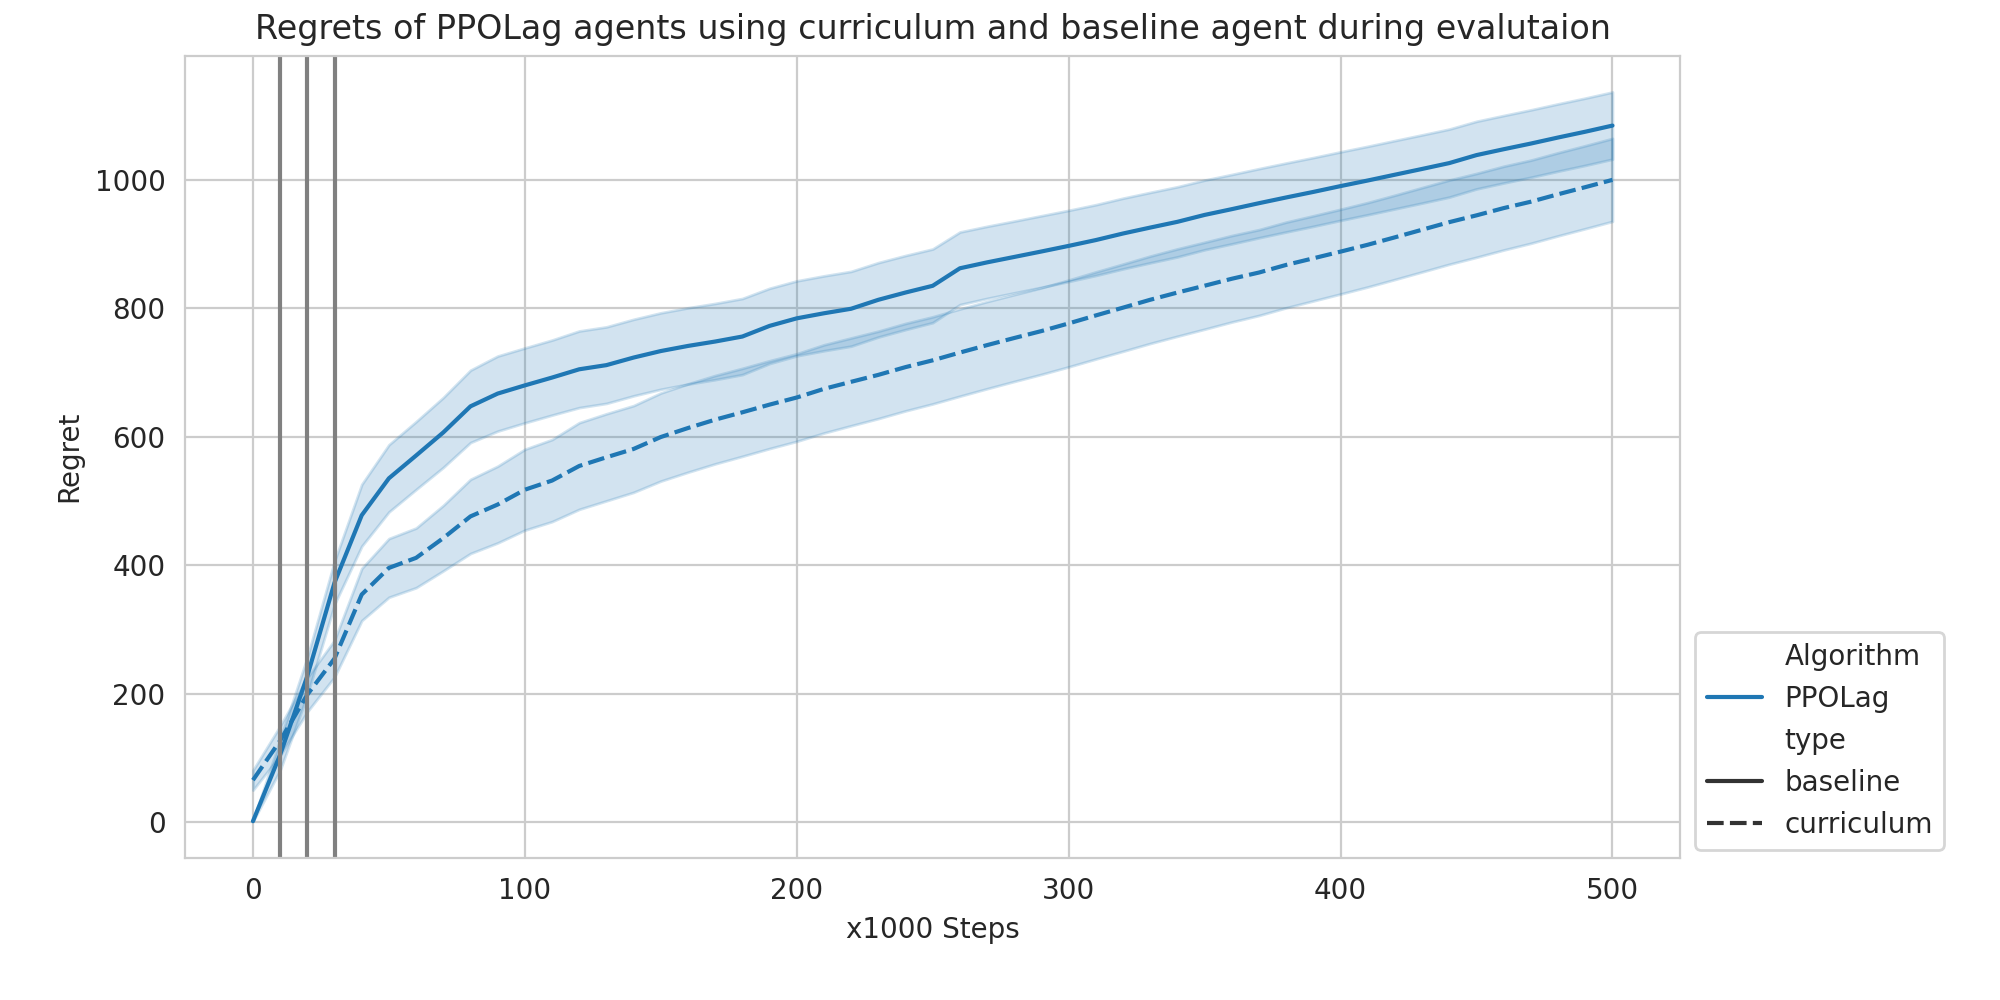 Regrets of PPOLag agents using curriculum and baseline agent during evalutaion
Regret
1000
800
600
400
200
0
0 100 200 300 400 500
x1000 Steps
Algorithm
PPOLag
type
baseline
curriculum